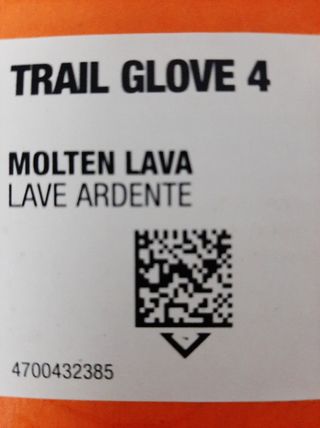 TRAIL GLOVE 4
MOLTEN LAVA
LAVE ARDENTE
4700432385